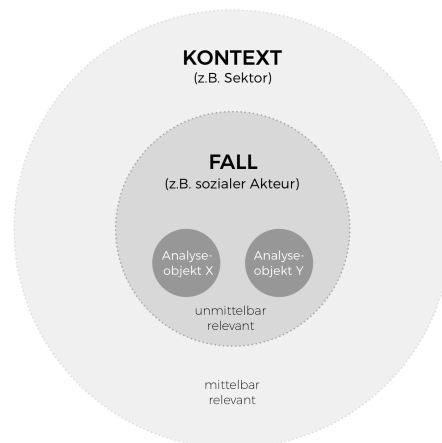 KONTEXT
(z.B. Sektor)
FALL
(z.B. sozialer Akteur)
Analyse-
objekt X
Analyse-
objekt Y
unmittelbar
relevant
mittelbar
relevant